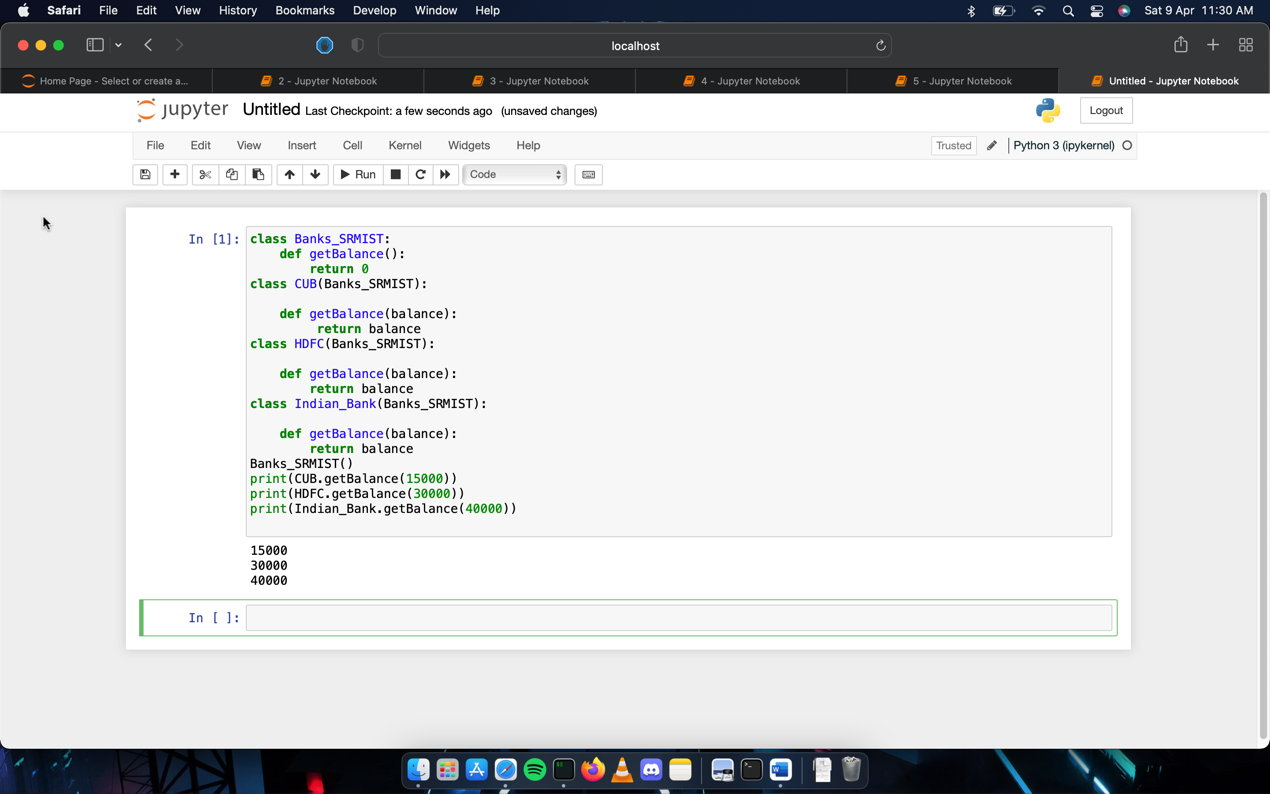 Safari File Edit View History Bookmarks Develop Window Help Sat 9 Apr 11:30 AM
localhost
Home Page - Select or create a... 2 - Jupyter Notebook 3 - Jupyter Notebook 4 - Jupyter Notebook 5 - Jupyter Notebook Untitled - Jupyter Notebook
jupyter Untitled Last Checkpoint: a few seconds ago (unsaved changes) Logout
File Edit View Insert Cell Kernel Widgets Help Trusted Python 3 (ipykernel)
Run Code
In [1]: class Banks_SRMIST:
    def getBalance():
        return 0
class CUB(Banks_SRMIST):
    def getBalance(balance):
         return balance
class HDFC(Banks_SRMIST):
    def getBalance(balance):
        return balance
class Indian_Bank(Banks_SRMIST):
    def getBalance(balance):
        return balance
Banks_SRMIST()
print(CUB.getBalance(15000))
print(HDFC.getBalance(30000))
print(Indian_Bank.getBalance(40000))
15000
30000
40000
In [ ]: